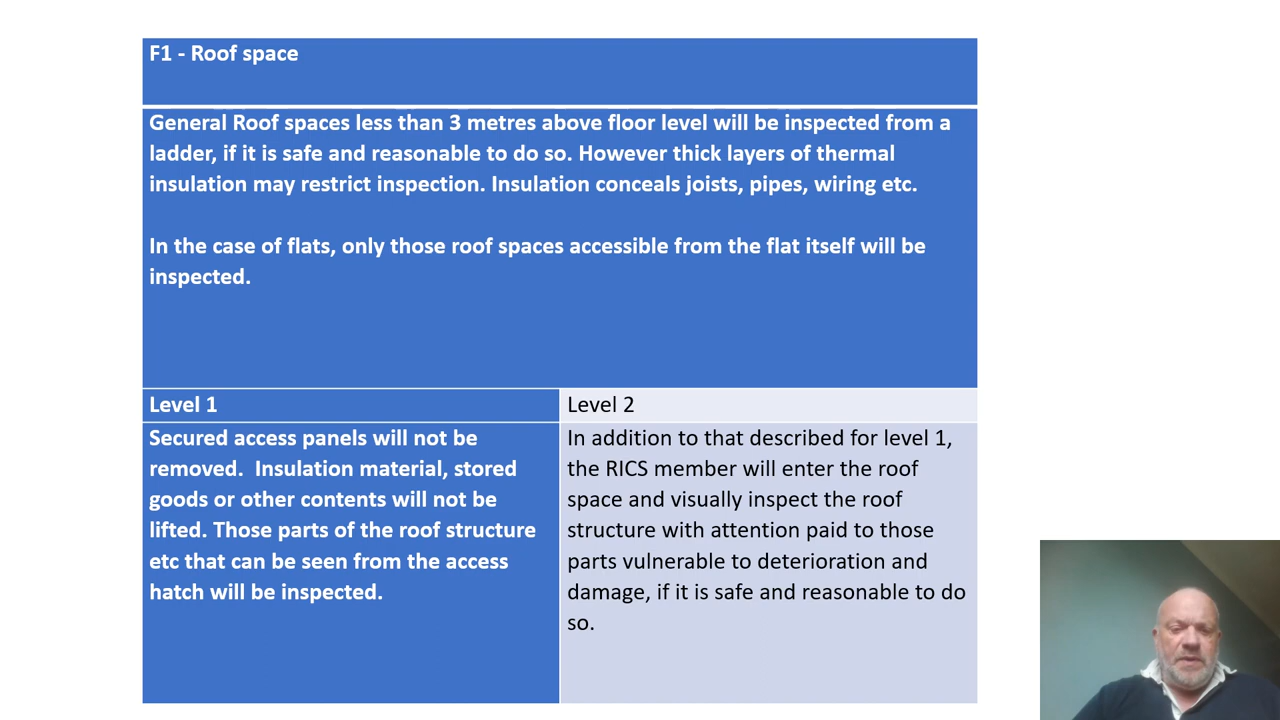 F1 - Roof space
General Roof spaces less than 3 metres above floor level will be inspected from a
ladder, if it is safe and reasonable to do so. However thick layers of thermal
insulation may restrict inspection. Insulation conceals joists, pipes, wiring etc.
In the case of flats, only those roof spaces accessible from the flat itself will be
inspected.
Level 1
Secured access panels will not be
removed.  Insulation material, stored
goods or other contents will not be
lifted. Those parts of the roof structure
etc that can be seen from the access
hatch will be inspected.
Level 2
In addition to that described for level 1,
the RICS member will enter the roof
space and visually inspect the roof
structure with attention paid to those
parts vulnerable to deterioration and
damage, if it is safe and reasonable to do
so.